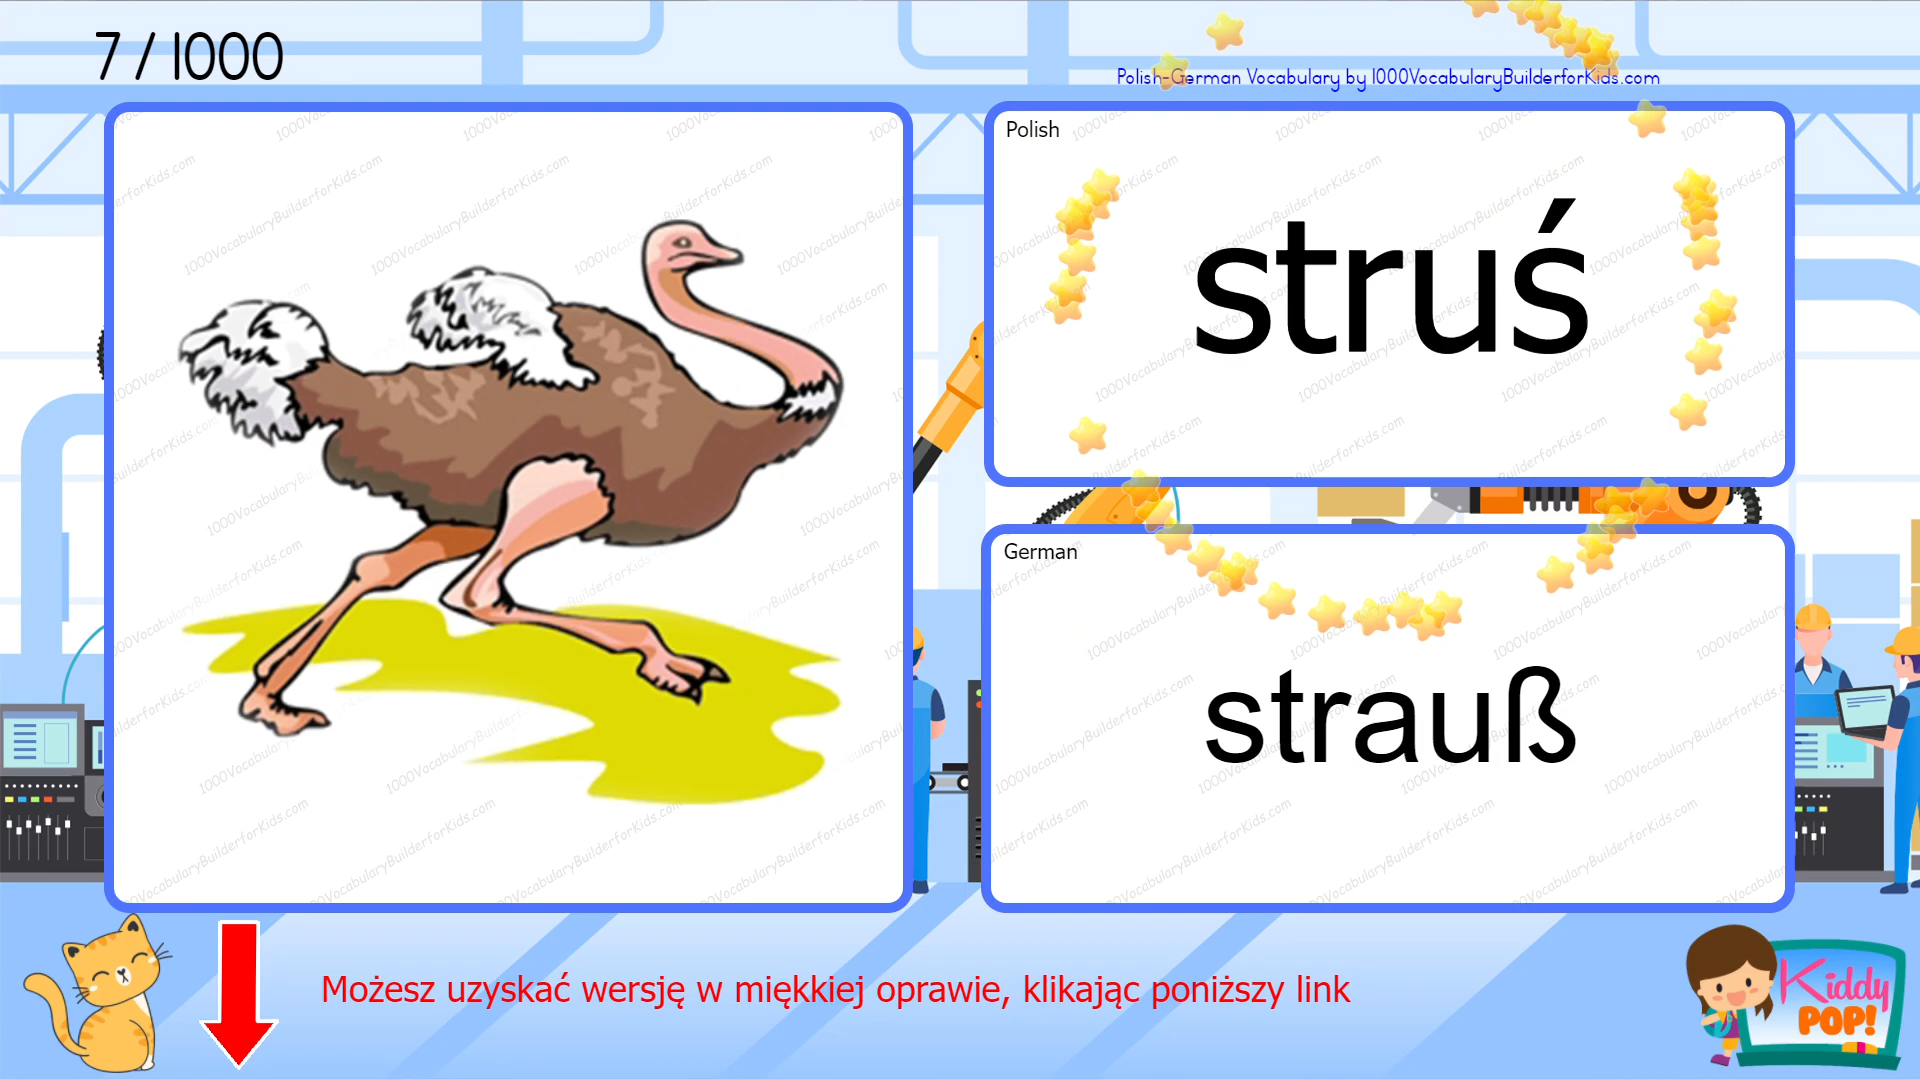 7 / 1000
Polish-German Vocabulary by 1000VocabularyBuilderforKids.com
Polish
struś
German
strauß
Możesz uzyskać wersję w miękkiej oprawie, klikając poniższy link
Kiddy
POP!